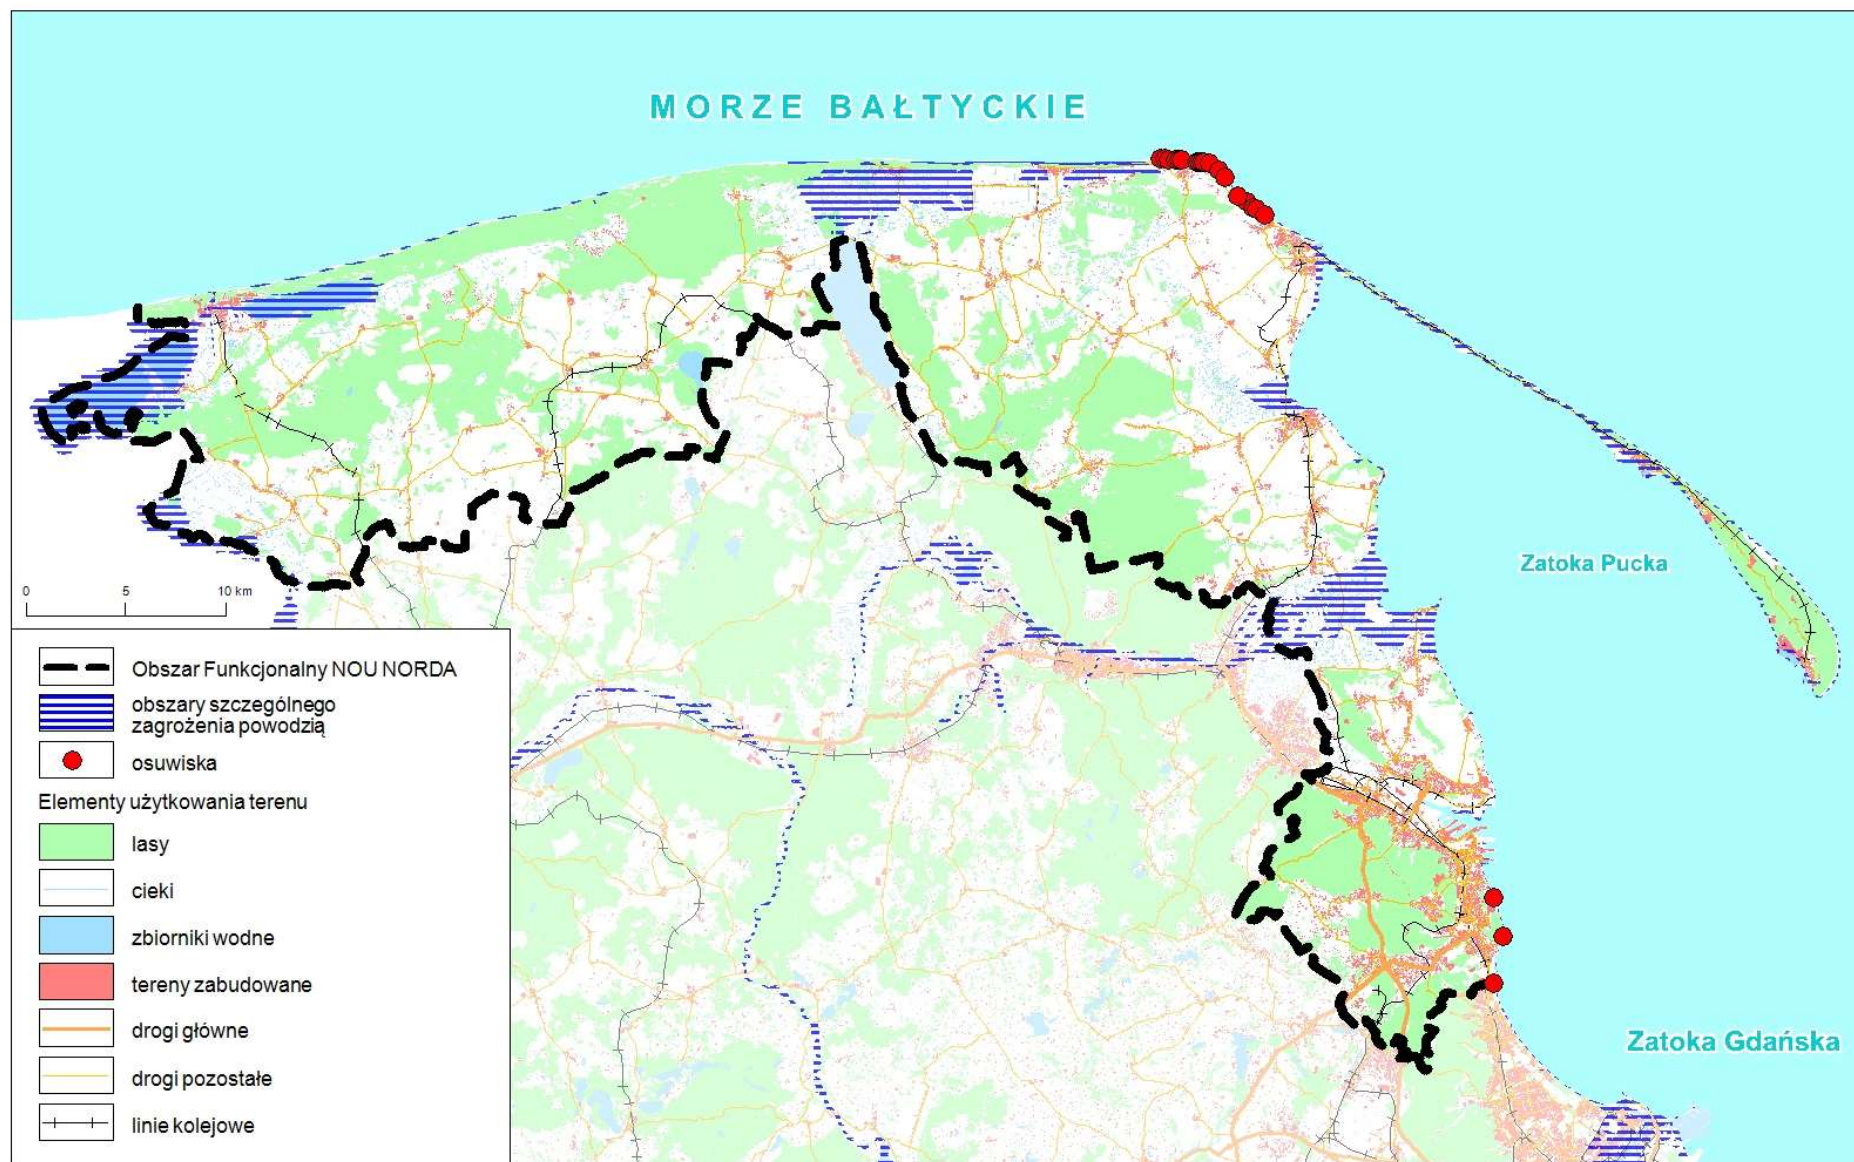 MORZE BAŁTYCKIE
Zatoka Pucka
0 5 10 km
Obszar Funkcjonalny NOU NORDA
obszary szczególnego
zagrożenia powodzią
osuwiska
Elementy użytkowania terenu
lasy
cieki
zbiorniki wodne
tereny zabudowane
drogi główne
drogi pozostałe
linie kolejowe
Zatoka Gdańska